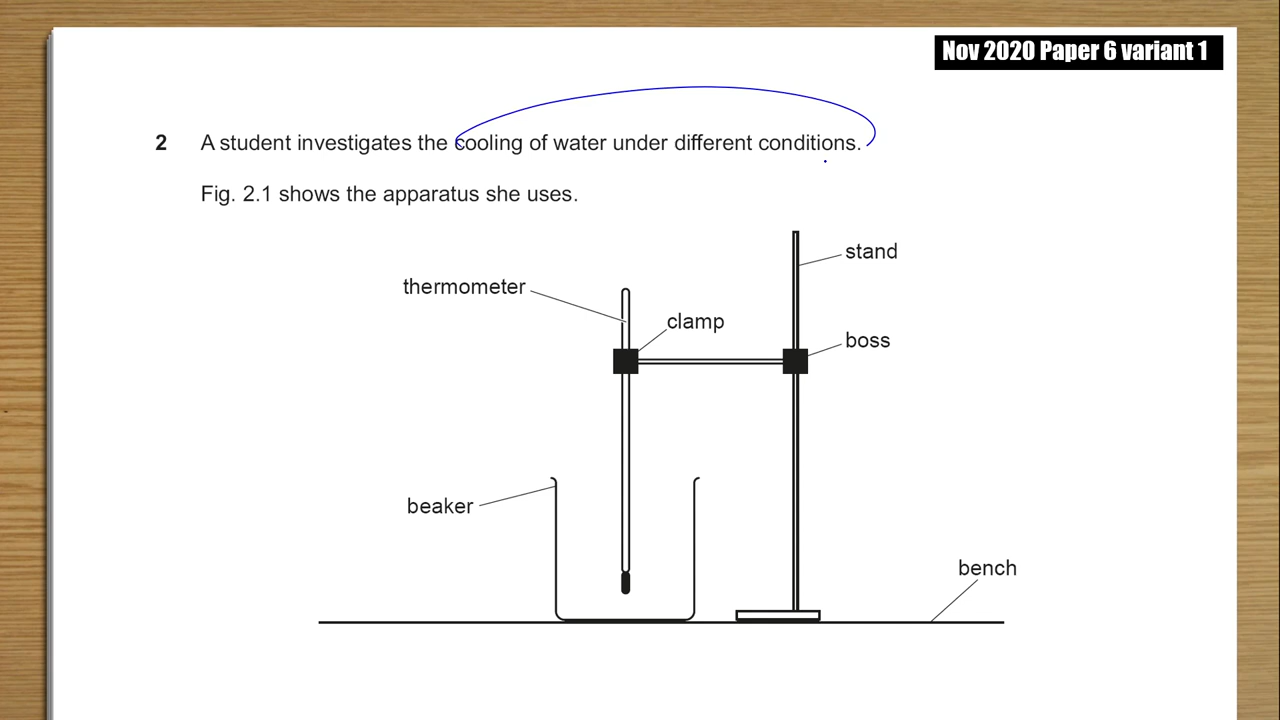 Nov 2020 Paper 6 variant 1
2 A student investigates the cooling of water under different conditions.
Fig. 2.1 shows the apparatus she uses.
stand
thermometer
clamp
boss
beaker
bench